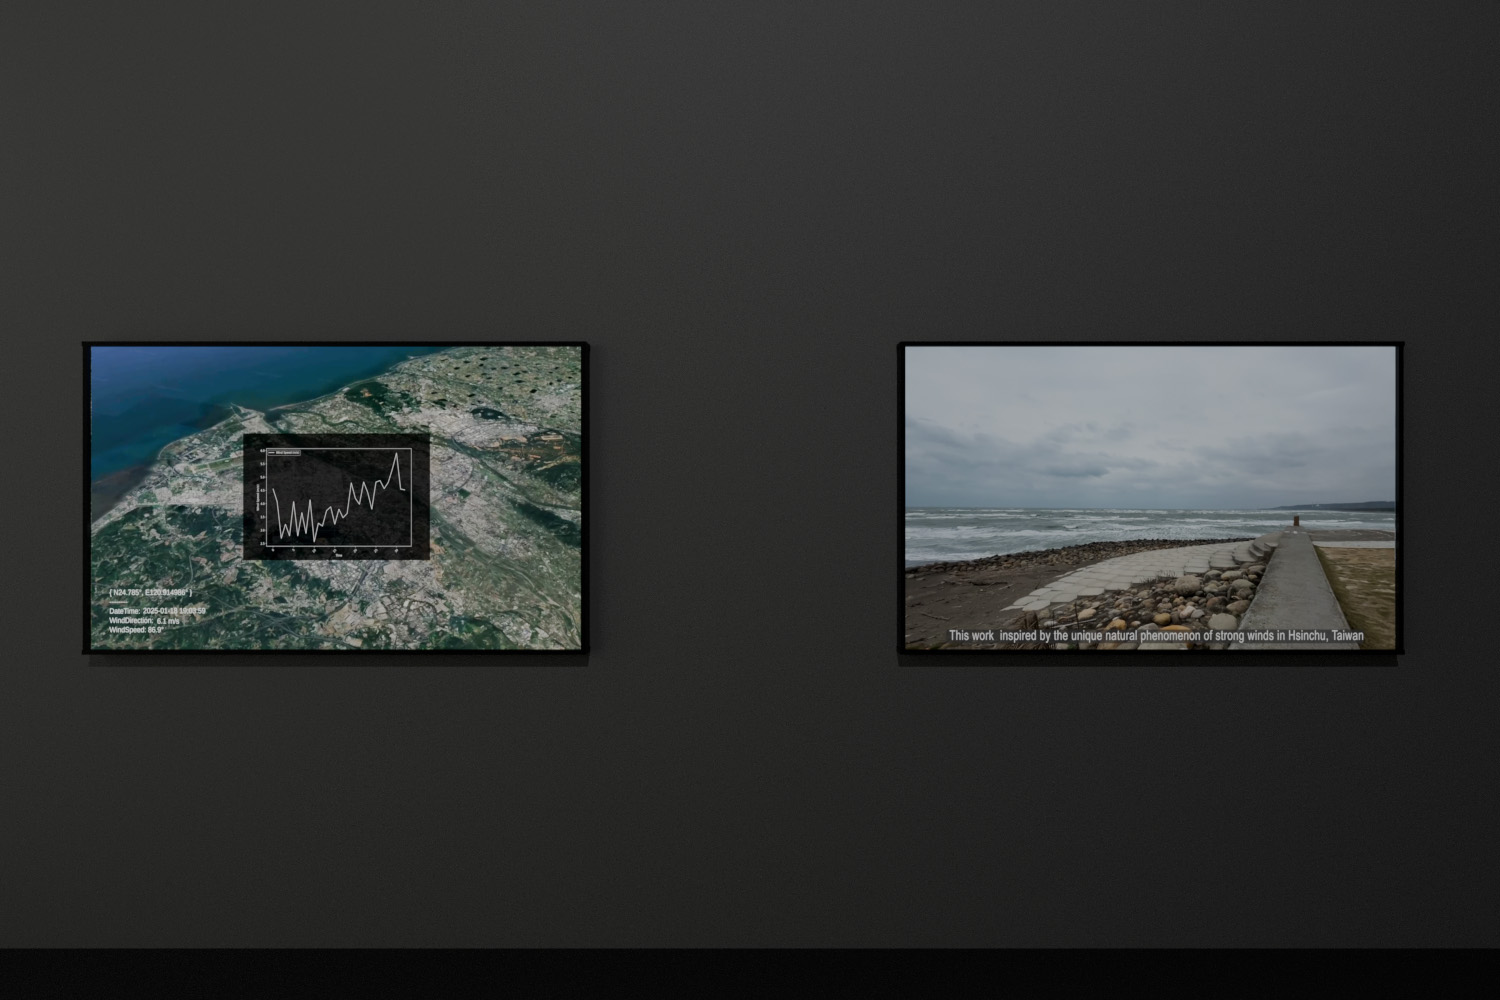 Wind Speed (m/s)
Time
( N24.785°, E120.914986° )
DateTime: 2025-01-18 19:03:59
WindDirection: 6.1 m/s
WindSpeed: 86.9°
This work inspired by the unique natural phenomenon of strong winds in Hsinchu, Taiwan